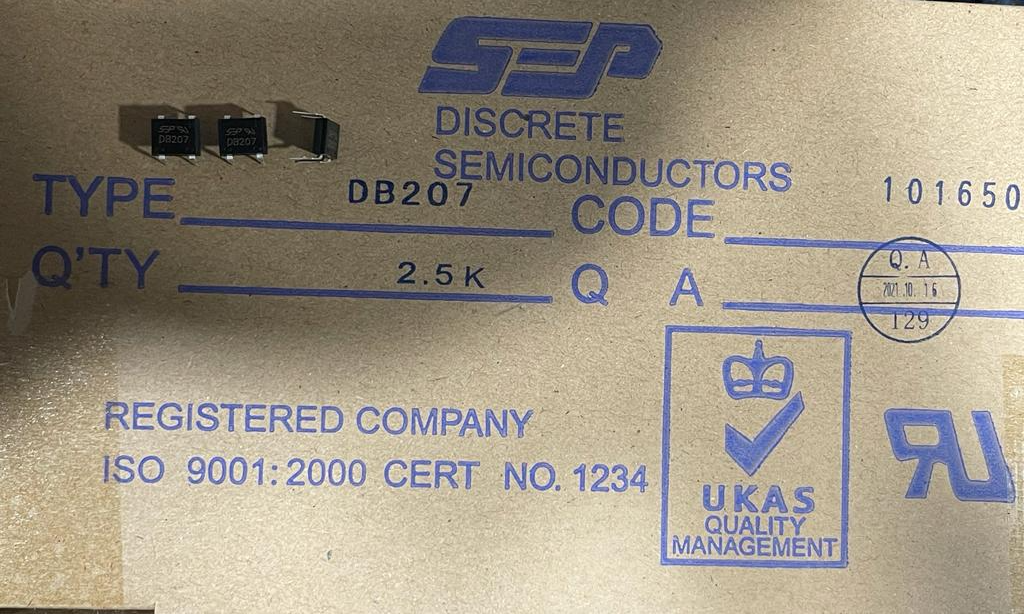 SEP
DISCRETE
SEMICONDUCTORS
SEP
DB207
SEP
DB207
TYPE DB207 CODE 101650
Q'TY 2.5K Q A
Q.A
2021.10.16
129
REGISTERED COMPANY
ISO 9001:2000 CERT NO. 1234
UKAS
QUALITY
MANAGEMENT
RU